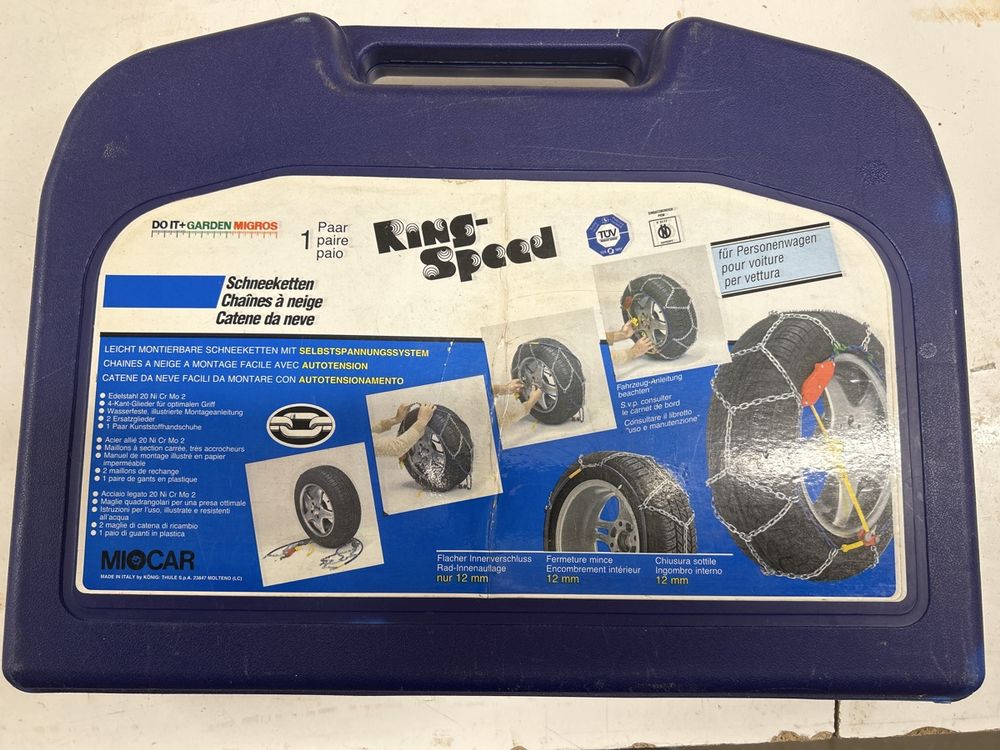 DO IT + GARDEN MIGROS
1 Paar
paire
paio
Ring-
Speed
TÜV
für Personenwagen
pour voiture
per vettura
Schneeketten
Chaînes à neige
Catene da neve
LEICHT MONTIERBARE SCHNEEKETTEN MIT SELBSTSPANNUNGSSYSTEM
CHAINES A NEIGE A MONTAGE FACILE AVEC AUTOTENSION
CATENE DA NEVE FACILI DA MONTARE CON AUTOTENSIONAMENTO
● Edelstahl 20 Ni Cr Mo 2
● 4-Kant-Glieder für optimalen Griff
● Wasserfeste, illustrierte Montageanleitung
● 2 Ersatzglieder
● 1 Paar Kunststoffhandschuhe
● Acier allié 20 Ni Cr Mo 2
● Maillons à section carrée, très accrocheurs
● Manuel de montage illustré en papier
imperméable
● 2 maillons de rechange
● 1 paire de gants en plastique
● Acciaio legato 20 Ni Cr Mo 2
● Maglie quadrangolari per una presa ottimale
● Istruzioni per l'uso, illustrate e resistenti
all'acqua
● 2 maglie di catena di ricambio
● 1 paio di guanti in plastica
Fahrzeug-Anleitung
beachten
S.v.p. consulter
le carnet de bord
Consultare il libretto
"uso e manutenzione"
MIOCAR
MADE IN ITALY by KÖNIG: THULE S.p.A. 23847 MOLTENO (LC)
Flacher Innenverschluss
Rad-Innenauflage
nur 12 mm
Fermeture mince
Encombrement intérieur
12 mm
Chiusura sottile
Ingombro interno
12 mm